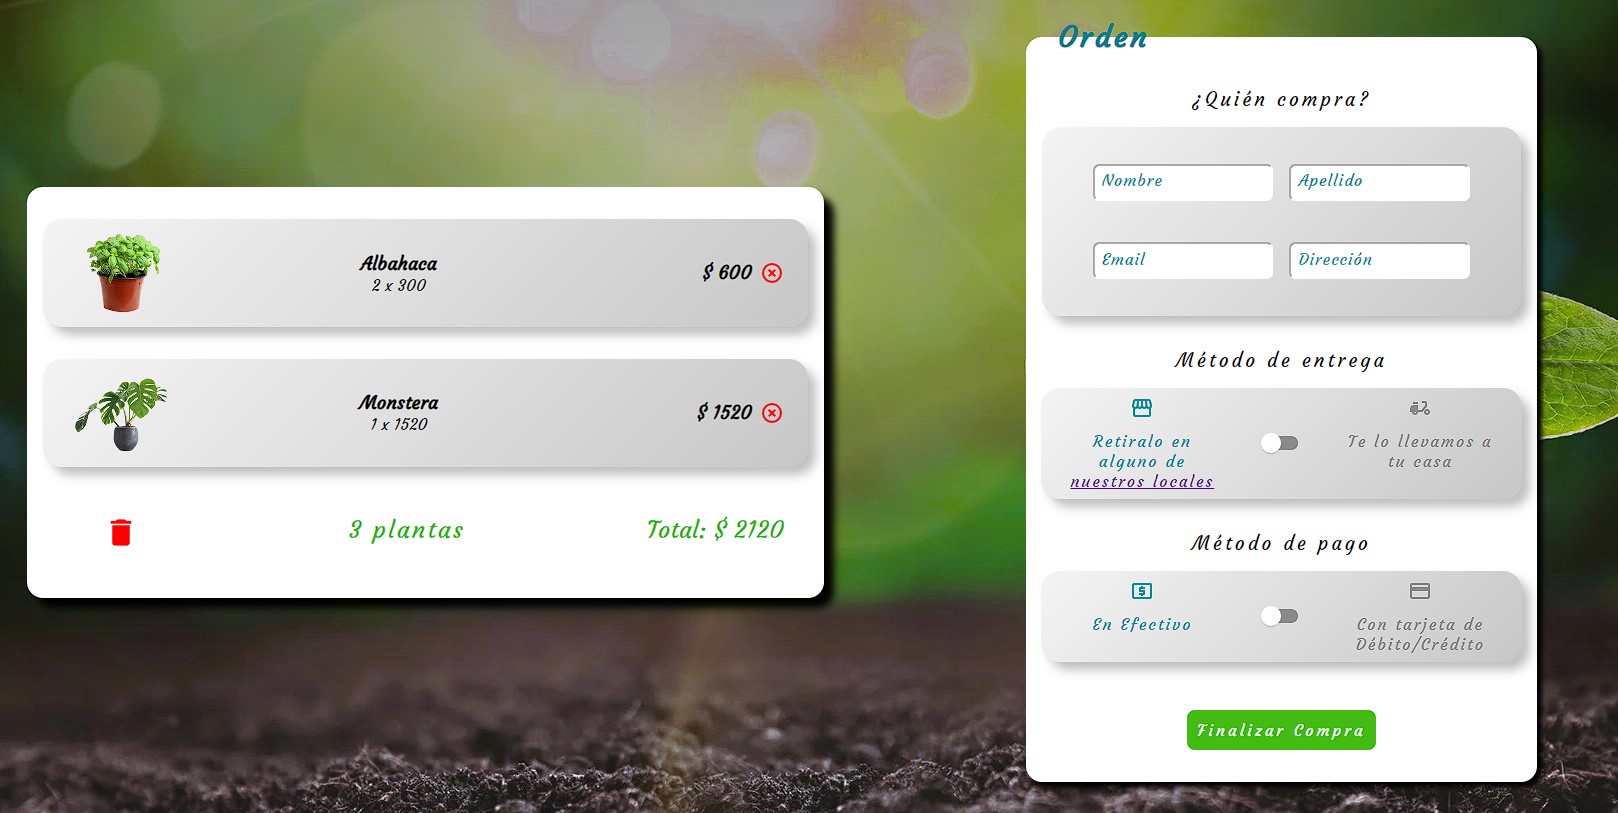 Albahaca
2 x 300
$ 600
Monstera
1 x 1520
$ 1520
3 plantas
Total: $ 2120
Orden
¿Quién compra?
Nombre
Apellido
Email
Dirección
Método de entrega
Retiralo en
alguno de
nuestros locales
Te lo llevamos a
tu casa
Método de pago
En Efectivo
Con tarjeta de
Débito/Crédito
Finalizar Compra